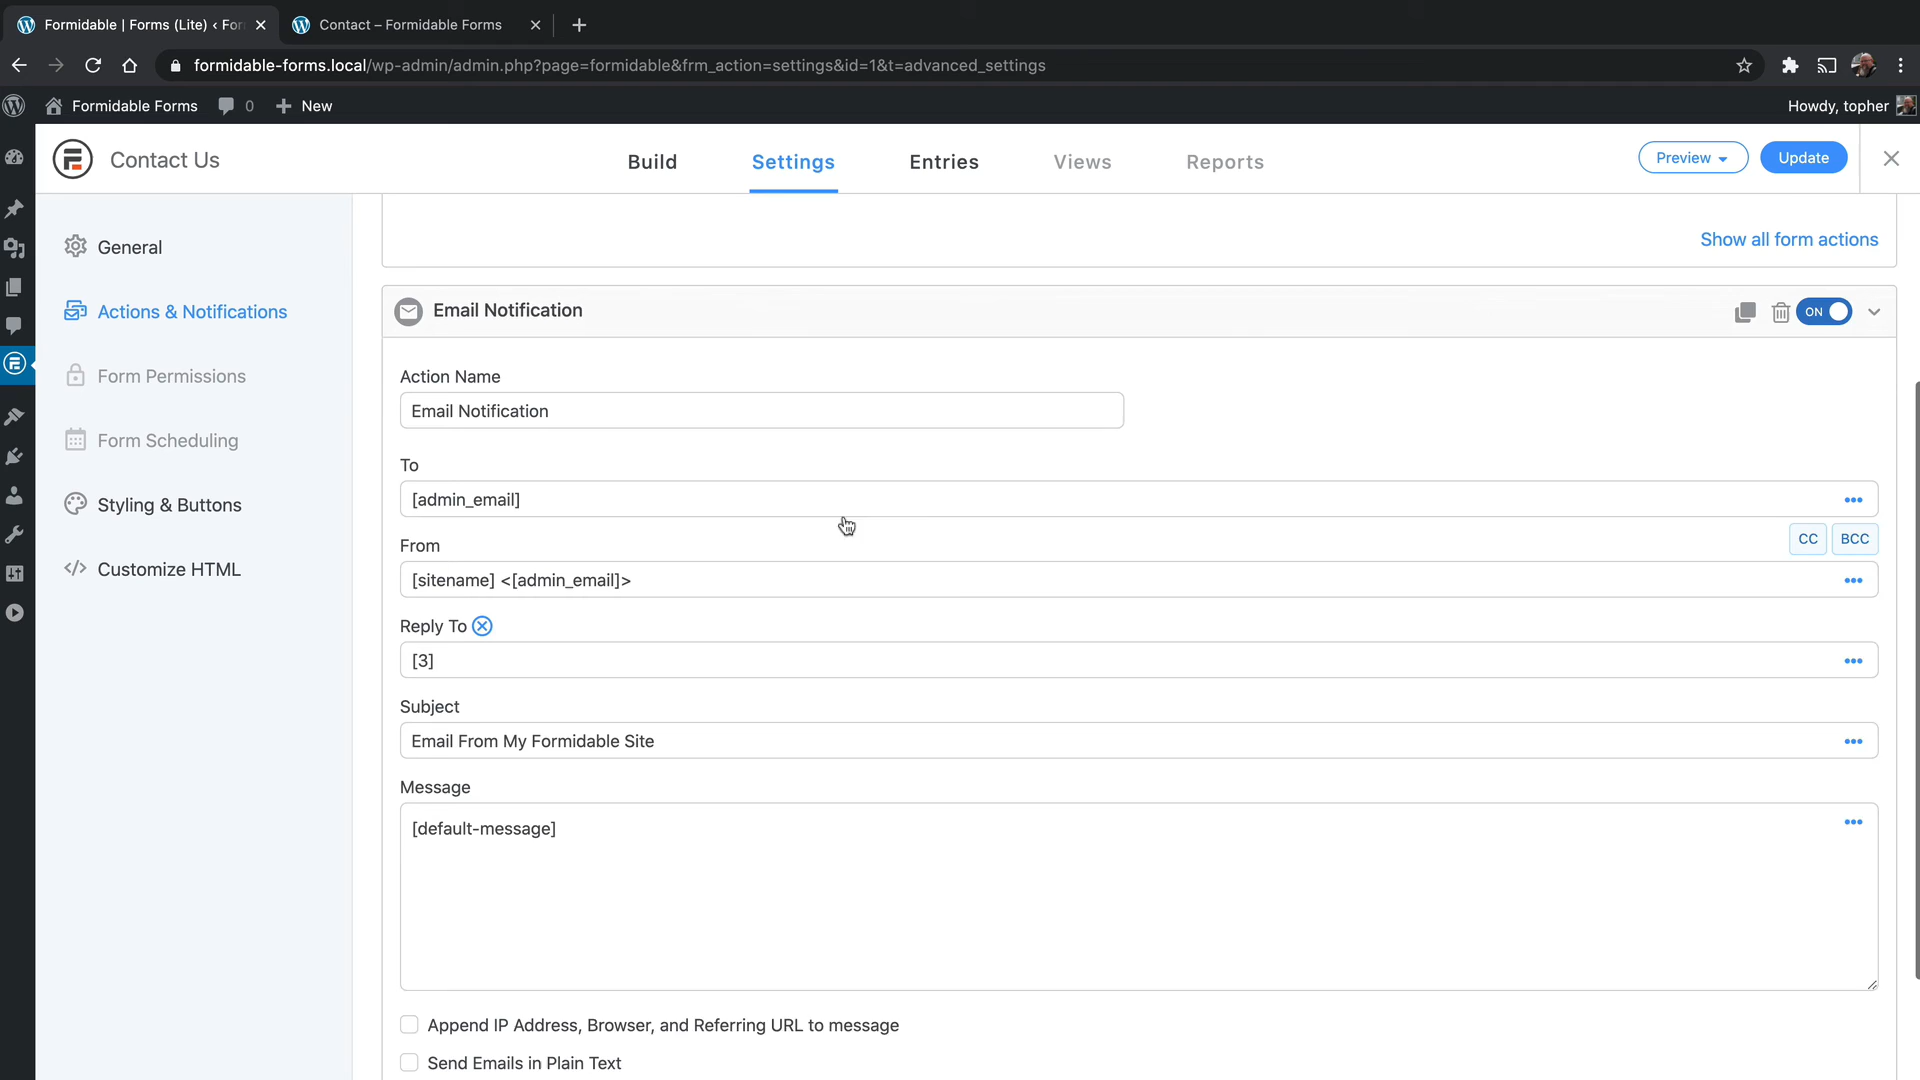 Formidable | Forms (Lite) ‹ For
Contact – Formidable Forms
formidable-forms.local/wp-admin/admin.php?page=formidable&frm_action=settings&id=1&t=advanced_settings
Formidable Forms
0
New
Howdy, topher
Contact Us
Build
Settings
Entries
Views
Reports
Preview
Update
General
Actions & Notifications
Form Permissions
Form Scheduling
Styling & Buttons
Customize HTML
Show all form actions
Email Notification
ON
Action Name
Email Notification
To
[admin_email]
CC
BCC
From
[sitename] <[admin_email]>
Reply To
[3]
Subject
Email From My Formidable Site
Message
[default-message]
Append IP Address, Browser, and Referring URL to message
Send Emails in Plain Text